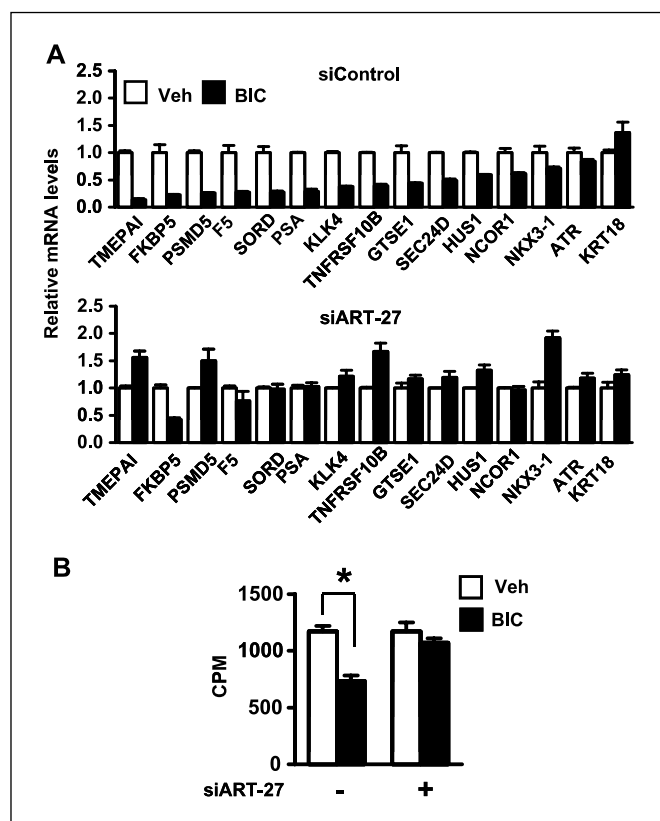 A
siControl
Veh BIC
Relative mRNA levels
2.5
2.0
1.5
1.0
0.5
0.0
TMEPAI FKBP5 PSMD5 F5 SORD PSA KLK4 TNFRSF10B GTSE1 SEC24D HUS1 NCOR1 NKX3-1 ATR KRT18
siART-27
2.5
2.0
1.5
1.0
0.5
0.0
TMEPAI FKBP5 PSMD5 F5 SORD PSA KLK4 TNFRSF10B GTSE1 SEC24D HUS1 NCOR1 NKX3-1 ATR KRT18
B
*
Veh
BIC
CPM
1500
1000
500
0
siART-27 - +